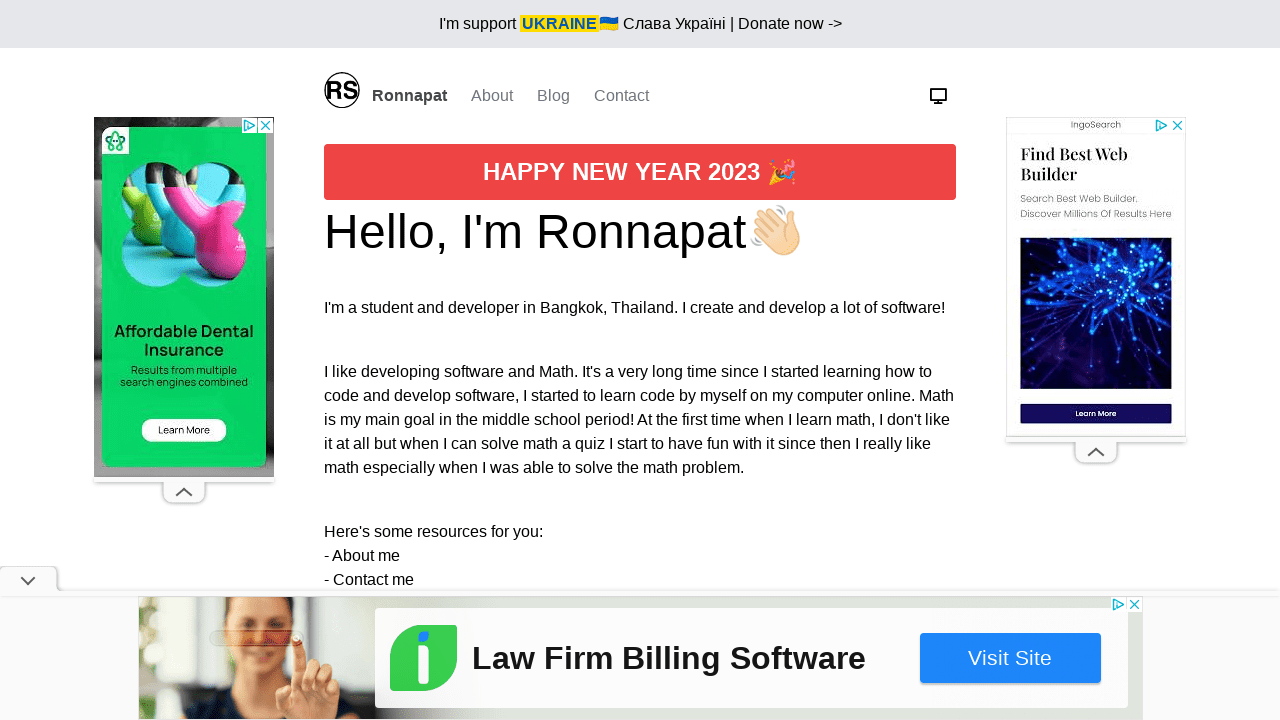 I'm support UKRAINE🇺🇦 Слава Україні | Donate now ->
RS Ronnapat About Blog Contact
HAPPY NEW YEAR 2023 🎉
Hello, I'm Ronnapat👋🏻
I'm a student and developer in Bangkok, Thailand. I create and develop a lot of software!
I like developing software and Math. It's a very long time since I started learning how to
code and develop software, I started to learn code by myself on my computer online. Math
is my main goal in the middle school period! At the first time when I learn math, I don't like
it at all but when I can solve math a quiz I start to have fun with it since then I really like
math especially when I was able to solve the math problem.
Here's some resources for you:
- About me
- Contact me
Affordable Dental
Insurance
Results from multiple
search engines combined
Learn More
IngoSearch
Find Best Web
Builder
Search Best Web Builder.
Discover Millions Of Results Here
Learn More
Law Firm Billing Software
Visit Site